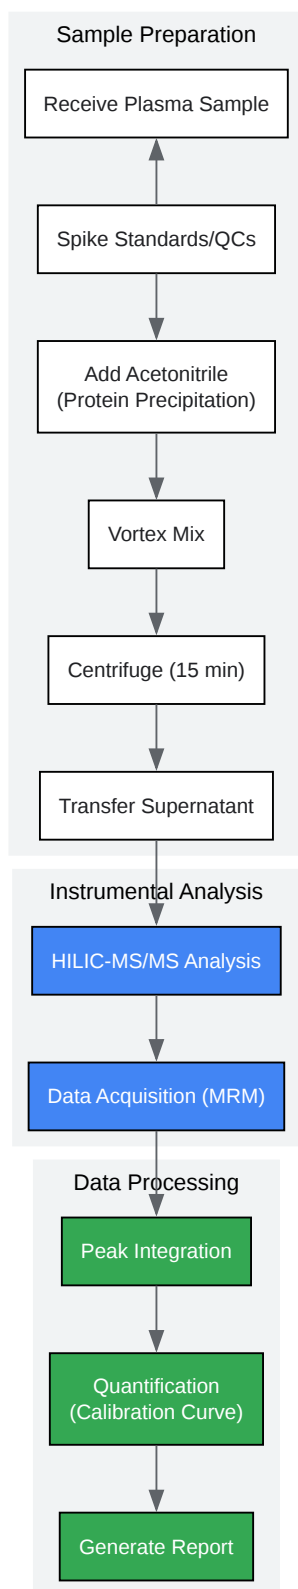 Sample Preparation
Receive Plasma Sample
Spike Standards/QCs
Add Acetonitrile
(Protein Precipitation)
Vortex Mix
Centrifuge (15 min)
Transfer Supernatant
Instrumental Analysis
HILIC-MS/MS Analysis
Data Acquisition (MRM)
Data Processing
Peak Integration
Quantification
(Calibration Curve)
Generate Report